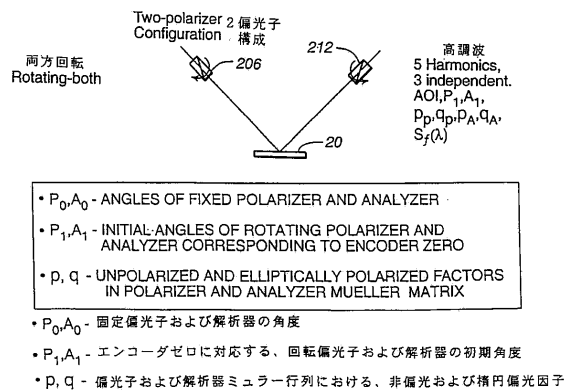 Two-polarizer 2偏光子
Configuration 構成
両方回転
Rotating-both
206
212
20
高調波
5 Harmonics,
3 independent.
AOI,P₁,A₁,
pₚ,qₚ,p_A,q_A,
S_f(λ)
• P₀,A₀ - ANGLES OF FIXED POLARIZER AND ANALYZER
• P₁,A₁ - INITIAL ANGLES OF ROTATING POLARIZER AND
ANALYZER CORRESPONDING TO ENCODER ZERO
• p, q - UNPOLARIZED AND ELLIPTICALLY POLARIZED FACTORS
IN POLARIZER AND ANALYZER MUELLER MATRIX
• P₀,A₀ - 固定偏光子および解析器の角度
• P₁,A₁ - エンコーダゼロに対応する、回転偏光子および解析器の初期角度
• p, q - 偏光子および解析器ミュラー行列における、非偏光および楕円偏光因子